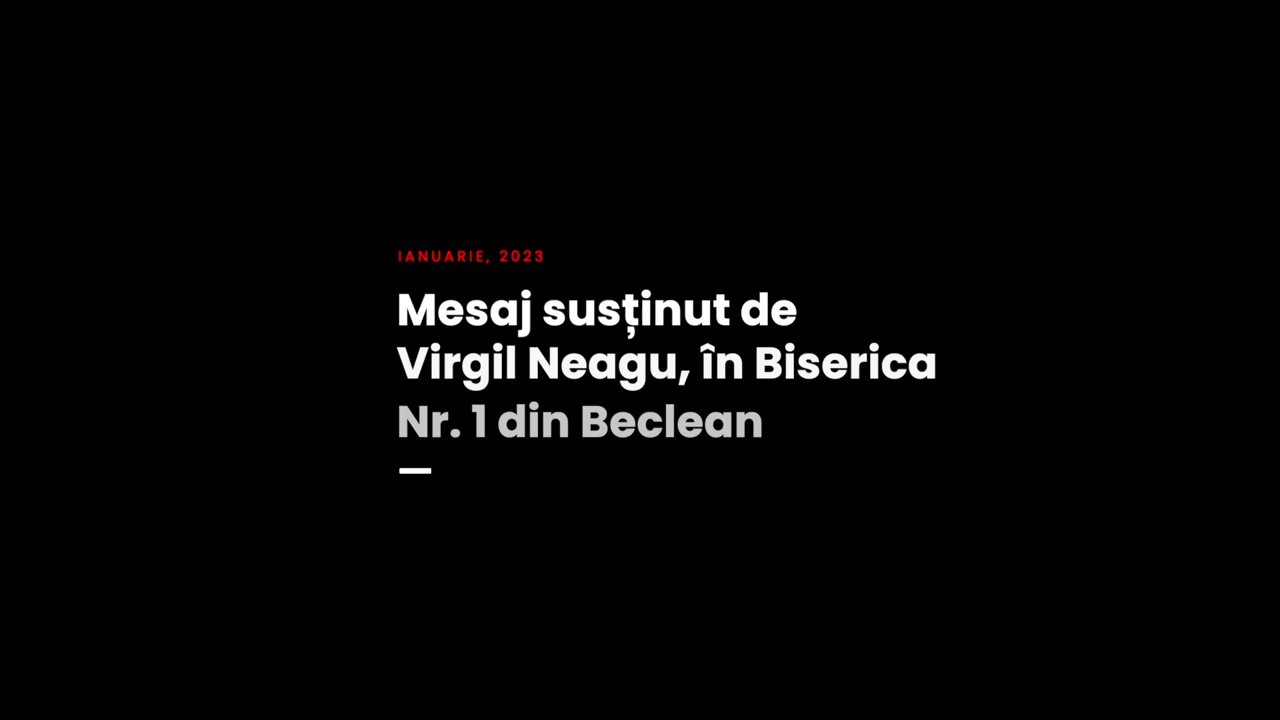 IANUARIE, 2023
Mesaj susținut de
Virgil Neagu, în Biserica
Nr. 1 din Beclean